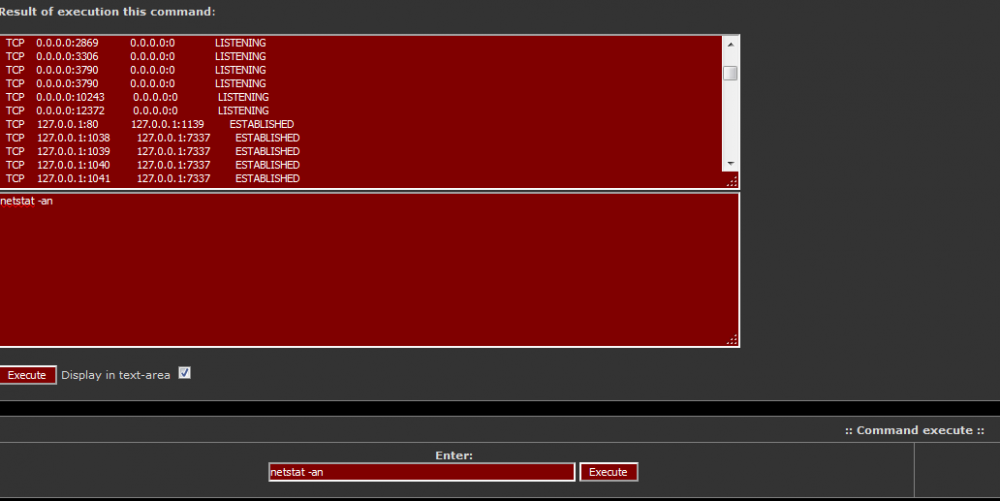 Result of execution this command:
TCP 0.0.0.0:2869 0.0.0.0:0 LISTENING
TCP 0.0.0.0:3306 0.0.0.0:0 LISTENING
TCP 0.0.0.0:3790 0.0.0.0:0 LISTENING
TCP 0.0.0.0:3790 0.0.0.0:0 LISTENING
TCP 0.0.0.0:10243 0.0.0.0:0 LISTENING
TCP 0.0.0.0:12372 0.0.0.0:0 LISTENING
TCP 127.0.0.1:80 127.0.0.1:1139 ESTABLISHED
TCP 127.0.0.1:1038 127.0.0.1:7337 ESTABLISHED
TCP 127.0.0.1:1039 127.0.0.1:7337 ESTABLISHED
TCP 127.0.0.1:1040 127.0.0.1:7337 ESTABLISHED
TCP 127.0.0.1:1041 127.0.0.1:7337 ESTABLISHED
netstat -an
Execute Display in text-area
:: Command execute ::
Enter:
netstat -an Execute